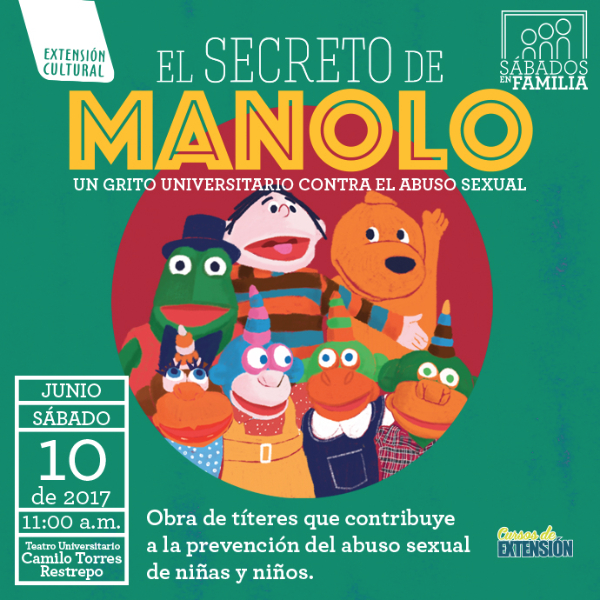 EXTENSIÓN
CULTURAL
SÁBADOS
EN FAMILIA
EL SECRETO DE
MANOLO
UN GRITO UNIVERSITARIO CONTRA EL ABUSO SEXUAL
JUNIO
SÁBADO
10
de 2017
11:00 a.m.
Teatro Universitario
Camilo Torres
Restrepo
Obra de títeres que contribuye
a la prevención del abuso sexual
de niñas y niños.
Cursos de
EXTENSIÓN